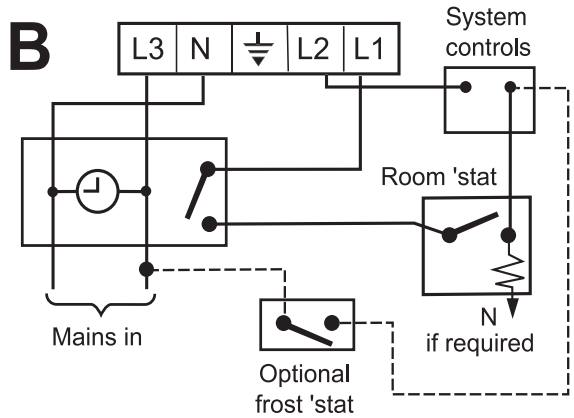 B
L3 N L2 L1
System
controls
Room 'stat
Mains in
N
if required
Optional
frost 'stat